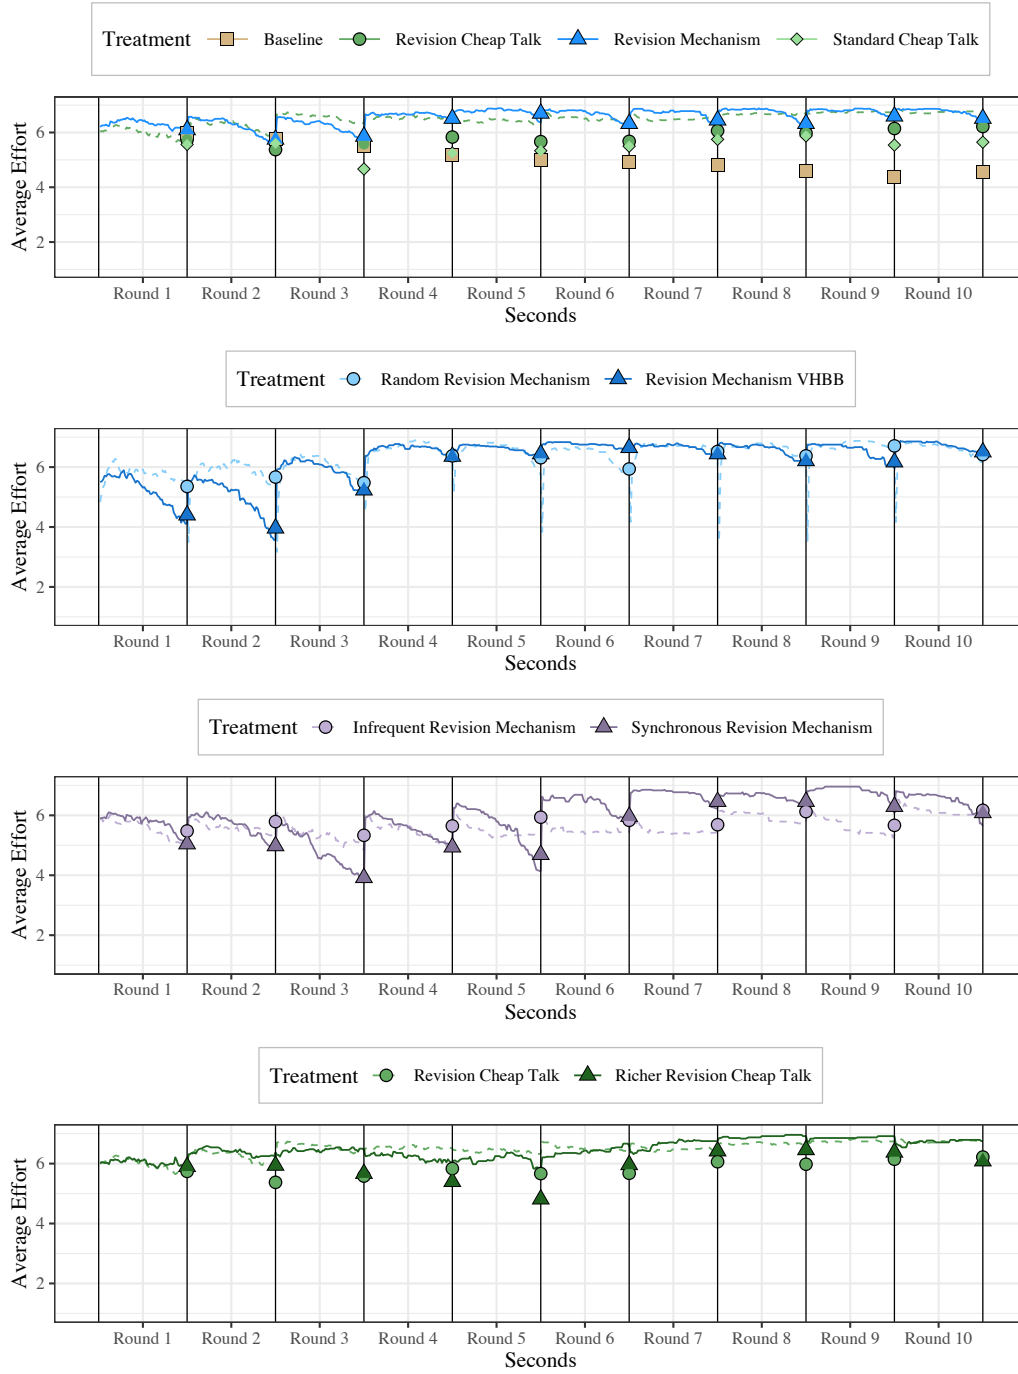 Treatment Baseline Revision Cheap Talk Revision Mechanism Standard Cheap Talk
Average Effort
6
4
2
Round 1 Round 2 Round 3 Round 4 Round 5 Round 6 Round 7 Round 8 Round 9 Round 10
Seconds
Treatment Random Revision Mechanism Revision Mechanism VHBB
Average Effort
6
4
2
Round 1 Round 2 Round 3 Round 4 Round 5 Round 6 Round 7 Round 8 Round 9 Round 10
Seconds
Treatment Infrequent Revision Mechanism Synchronous Revision Mechanism
Average Effort
6
4
2
Round 1 Round 2 Round 3 Round 4 Round 5 Round 6 Round 7 Round 8 Round 9 Round 10
Seconds
Treatment Revision Cheap Talk Richer Revision Cheap Talk
Average Effort
6
4
2
Round 1 Round 2 Round 3 Round 4 Round 5 Round 6 Round 7 Round 8 Round 9 Round 10
Seconds